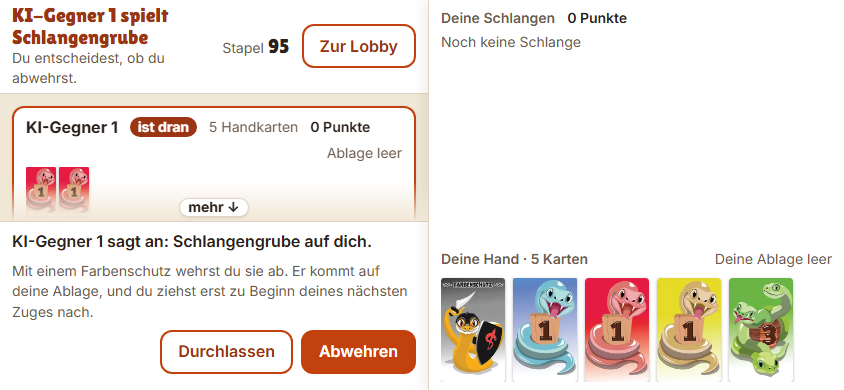 KI-Gegner 1 spielt
Schlangengrube
Du entscheidest, ob du
abwehrst.
Stapel 95
Zur Lobby
KI-Gegner 1 ist dran 5 Handkarten 0 Punkte
Ablage leer
1 1
mehr ↓
KI-Gegner 1 sagt an: Schlangengrube auf dich.
Mit einem Farbenschutz wehrst du sie ab. Er kommt auf
deine Ablage, und du ziehst erst zu Beginn deines nächsten
Zuges nach.
Durchlassen Abwehren
Deine Schlangen 0 Punkte
Noch keine Schlange
Deine Hand · 5 Karten Deine Ablage leer
FARBENSCHUTZ
1 1 1 3